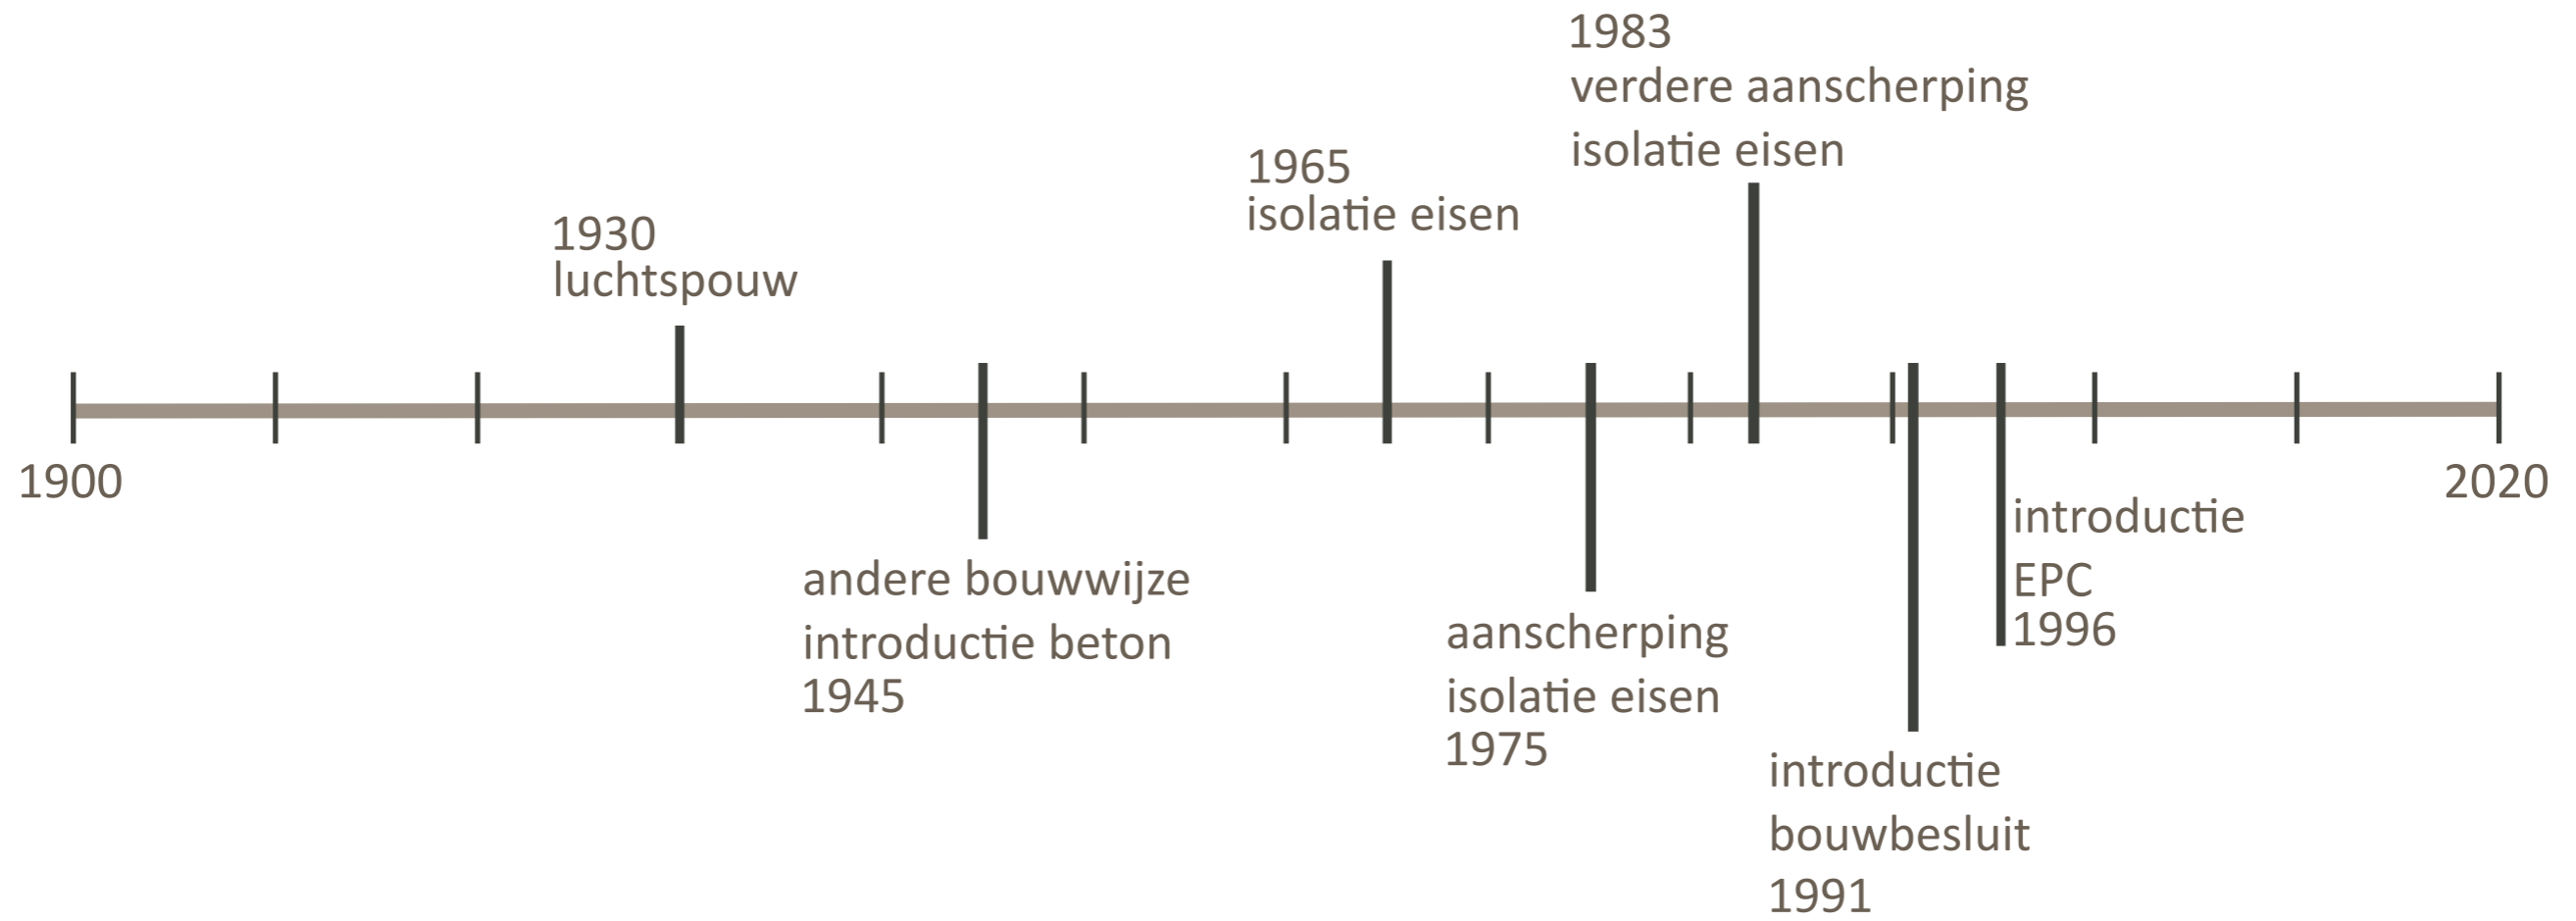 1983
verdere aanscherping
isolatie eisen
1965
isolatie eisen
1930
luchtspouw
1900
2020
introductie
EPC
1996
andere bouwwijze
introductie beton
1945
aanscherping
isolatie eisen
1975
introductie
bouwbesluit
1991